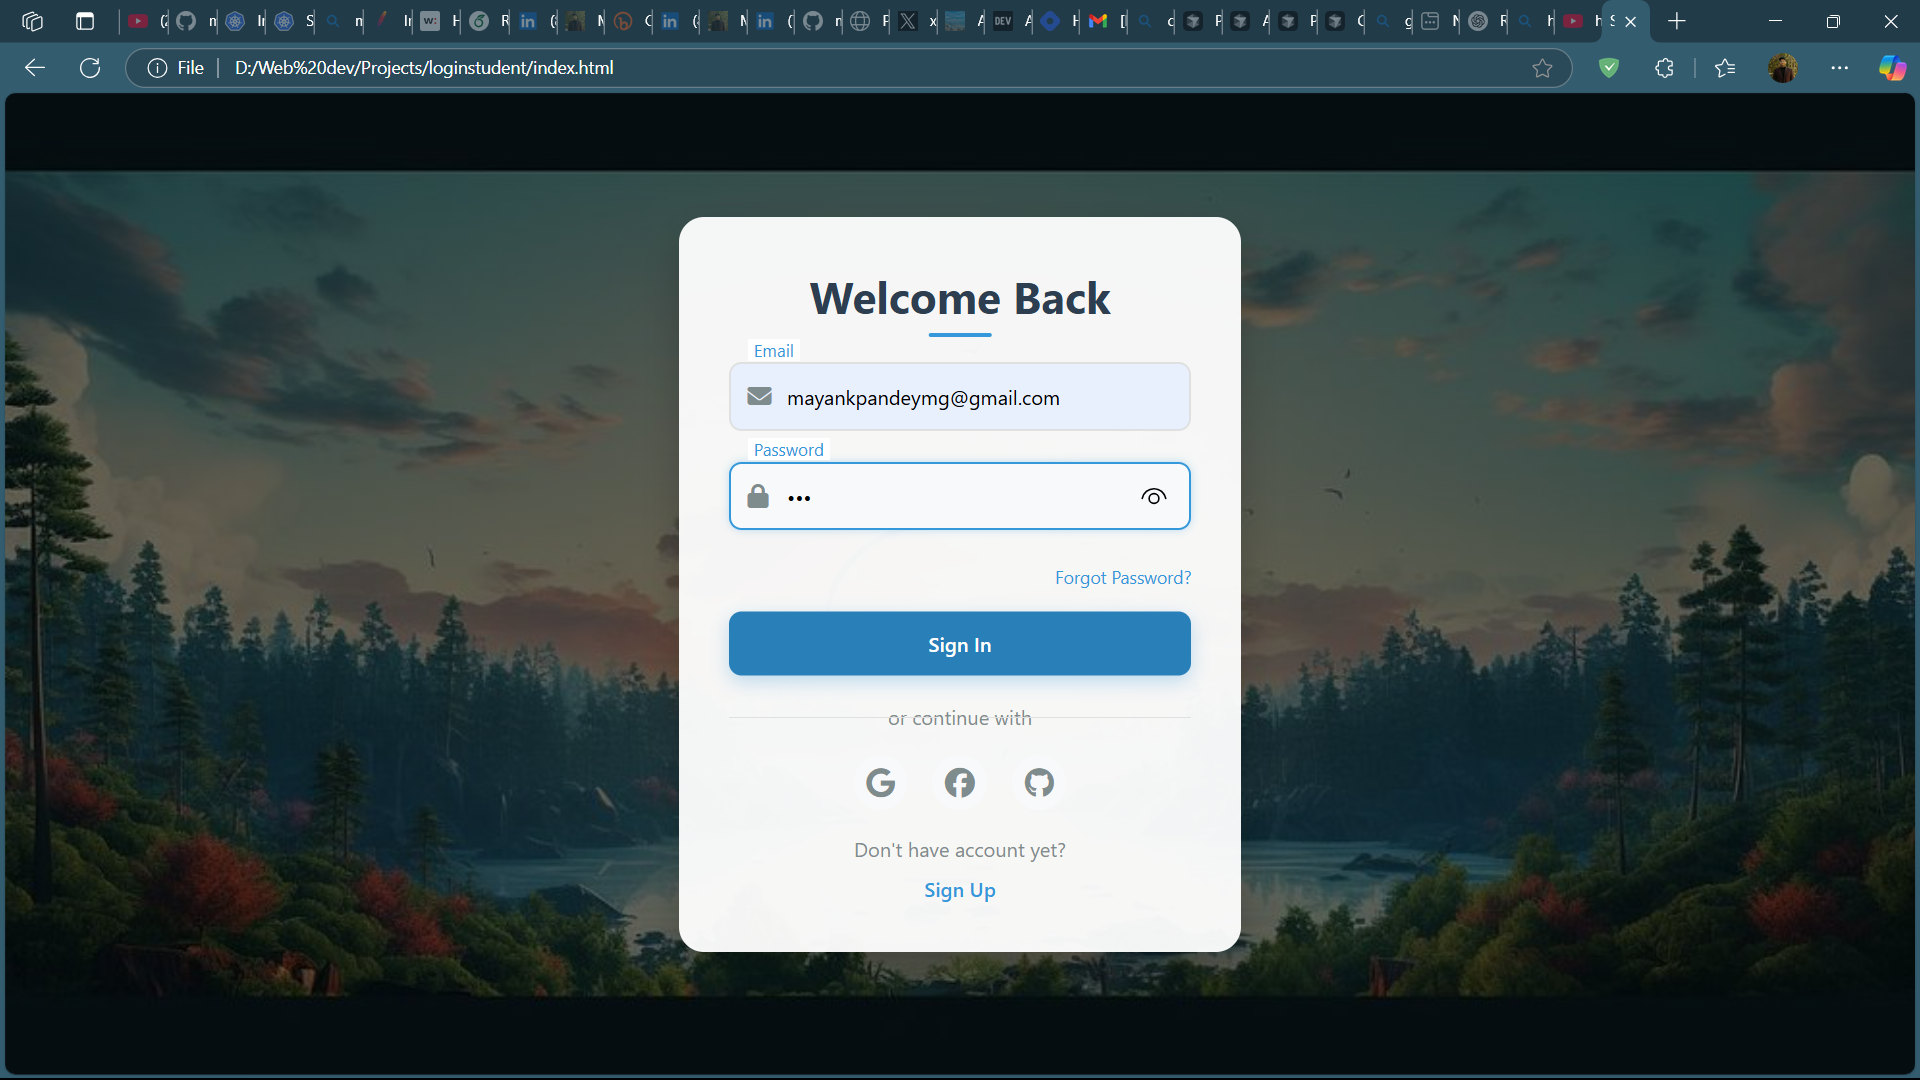 File
D:/Web%20dev/Projects/loginstudent/index.html
Welcome Back
Email
mayankpandeymg@gmail.com
Password
•••
Forgot Password?
Sign In
or continue with
Don't have account yet?
Sign Up